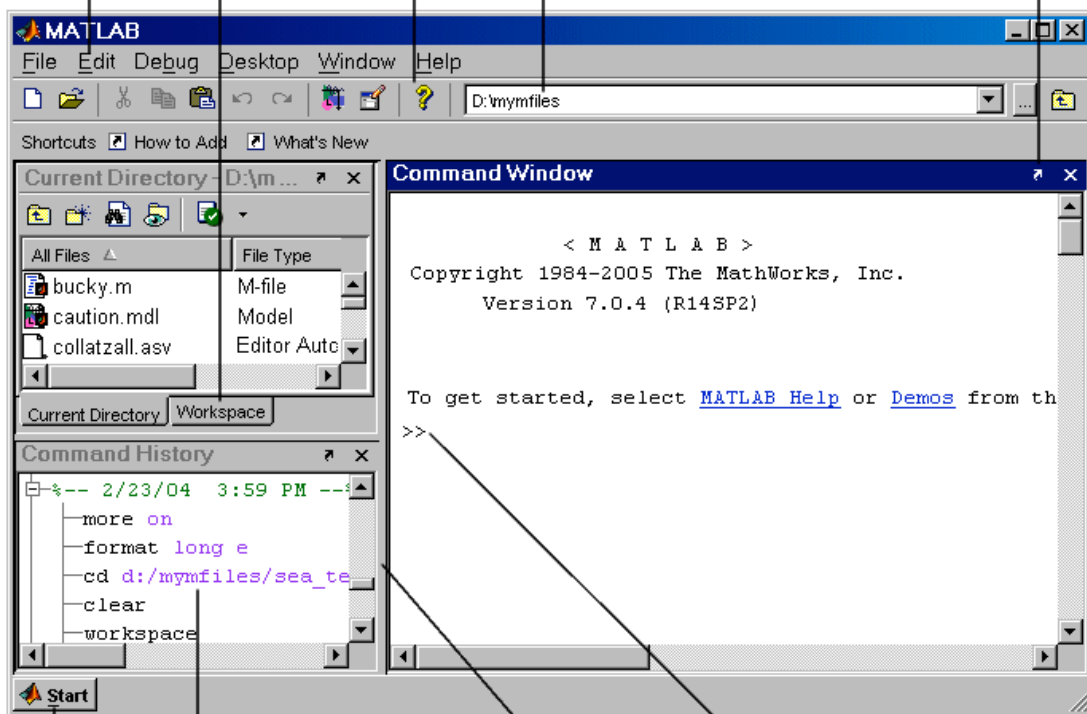 MATLAB
File Edit Debug Desktop Window Help
D:\mymfiles
...
Shortcuts How to Add What's New
Current Directory - D:\m ...
All Files File Type
bucky.m M-file
caution.mdl Model
collatzall.asv Editor Autc
Current Directory Workspace
Command History
%-- 2/23/04 3:59 PM --%
more on
format long e
cd d:/mymfiles/sea_te
clear
workspace
Start
Command Window
< M A T L A B >
Copyright 1984-2005 The MathWorks, Inc.
Version 7.0.4 (R14SP2)
To get started, select MATLAB Help or Demos from th
>>